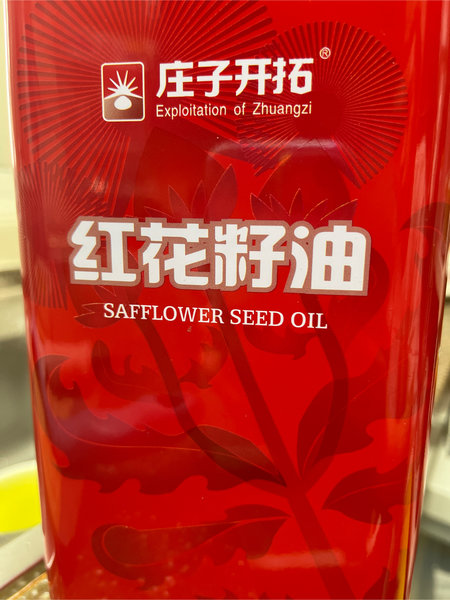 庄子开拓®
Exploitation of Zhuangzi
红花籽油
SAFFLOWER SEED OIL